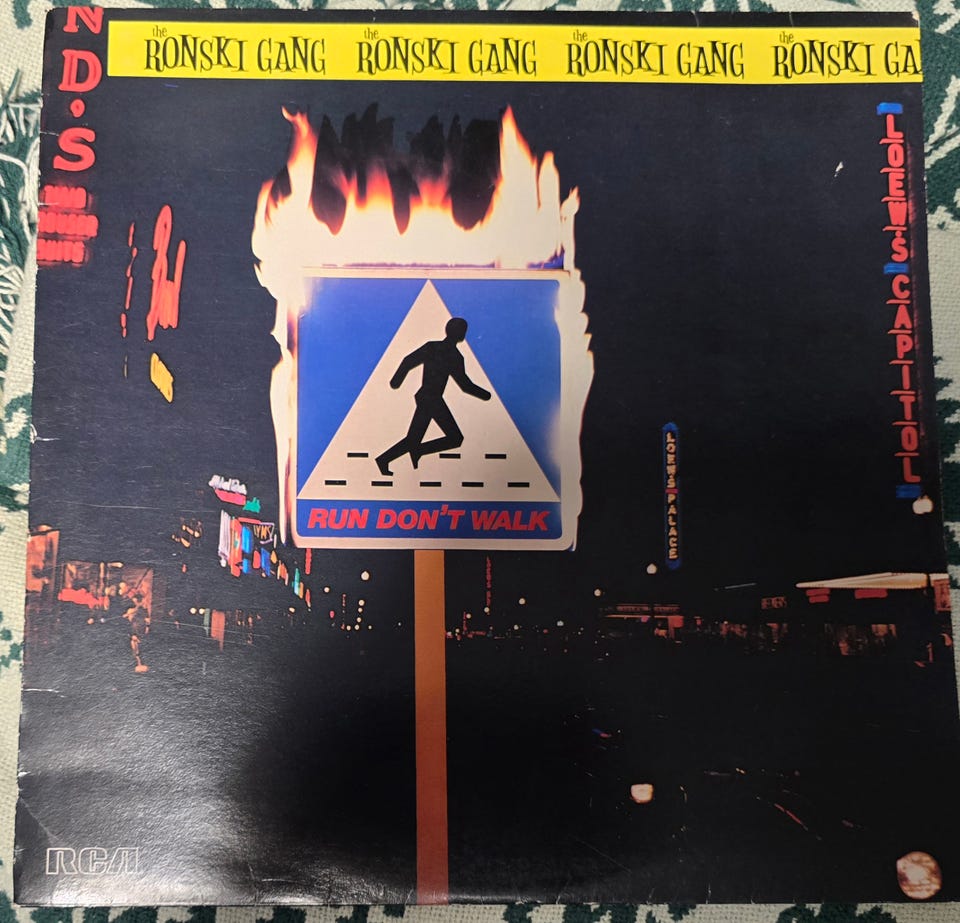 the RONSKI GANG the RONSKI GANG the RONSKI GANG the RONSKI GA
N
D
S
LOEW'S CAPITOL
LOEW'S PALACE
RUN DON'T WALK
RCA